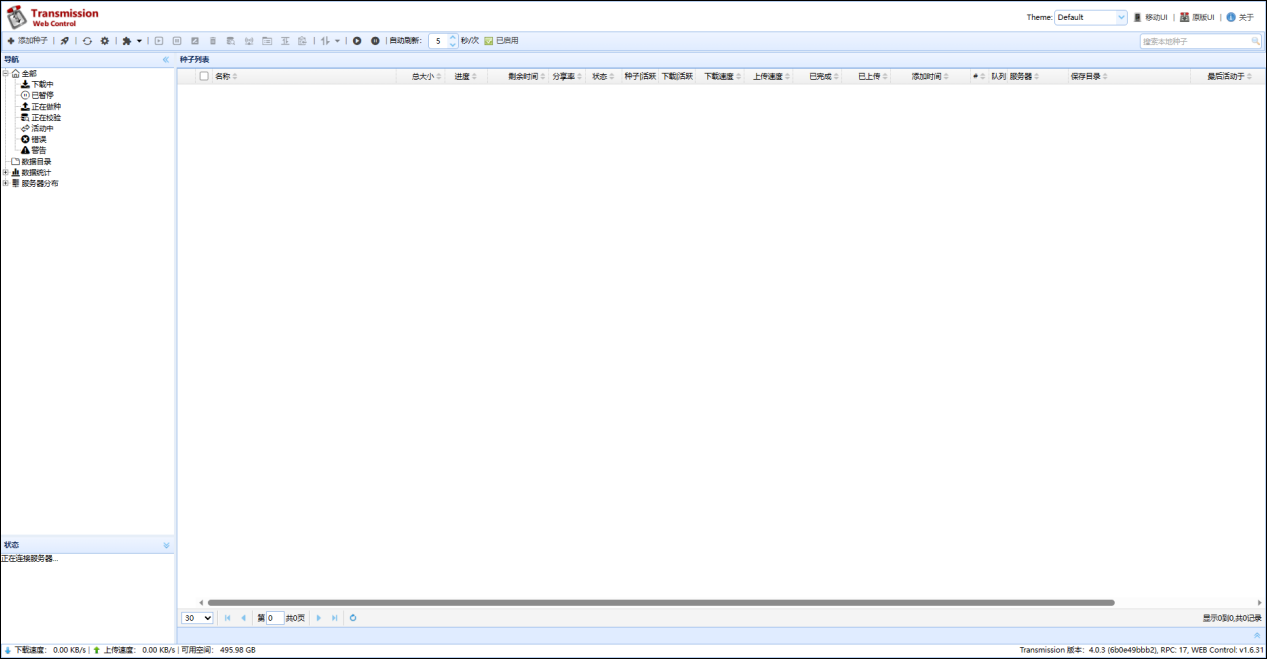 Transmission
Web Control
Theme: Default 移动UI | 原版UI | 关于
添加种子 | | | | | 自动刷新: 5 秒/次 已启用 搜索本地种子
导航
全部
下载中
已暂停
正在做种
正在校验
活动中
错误
警告
数据目录
数据统计
服务器分布
种子列表
名称 总大小 进度 剩余时间 分享率 状态 种子|活跃 下载|活跃 下载速度 上传速度 已完成 已上传 添加时间 # 队列 服务器 保存目录 最后活动于
状态
正在连接服务器...
30 第 0 共0页 显示0到0,共0记录
下载速度: 0.00 KB/s | 上传速度: 0.00 KB/s | 可用空间: 495.98 GB
Transmission 版本: 4.0.3 (6b0e49bbb2), RPC: 17, WEB Control: v1.6.31